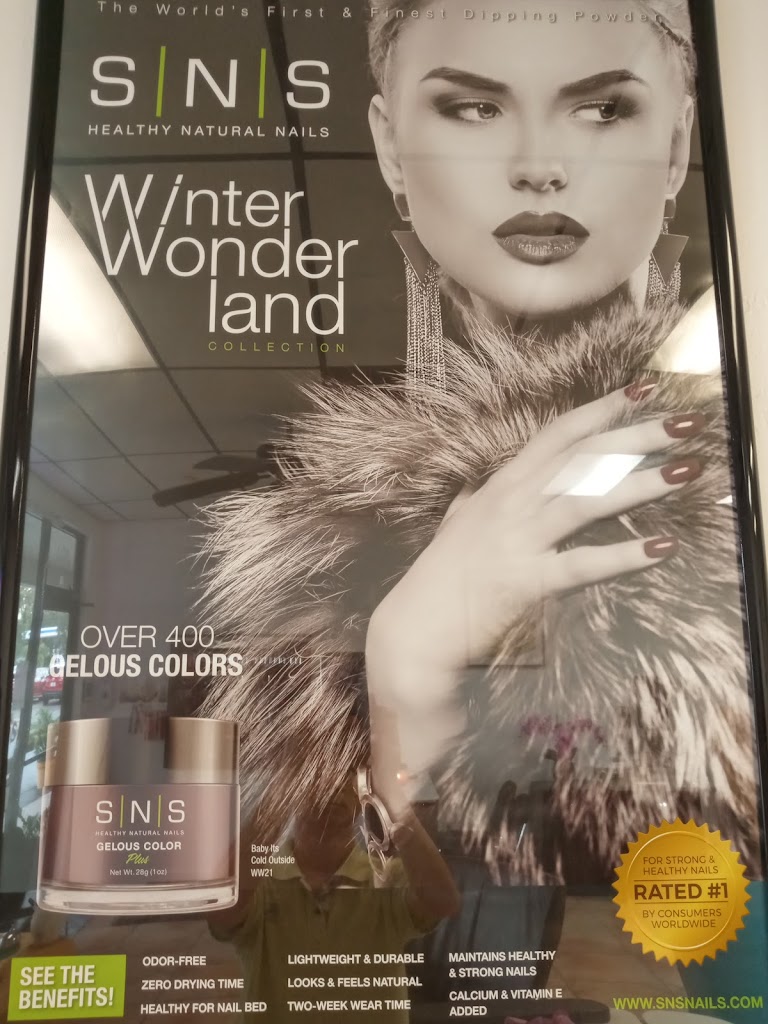 The World's First & Finest Dipping Powder
S|N|S
HEALTHY NATURAL NAILS
Winter
Wonder
land
COLLECTION
OVER 400
GELOUS COLORS
S|N|S
HEALTHY NATURAL NAILS
GELOUS COLOR
Plus
Net Wt. 28g (1oz)
Baby Its
Cold Outside
WW21
FOR STRONG &
HEALTHY NAILS
RATED #1
BY CONSUMERS
WORLDWIDE
SEE THE
BENEFITS!
ODOR-FREE
ZERO DRYING TIME
HEALTHY FOR NAIL BED
LIGHTWEIGHT & DURABLE
LOOKS & FEELS NATURAL
TWO-WEEK WEAR TIME
MAINTAINS HEALTHY
& STRONG NAILS
CALCIUM & VITAMIN E
ADDED
WWW.SNSNAILS.COM